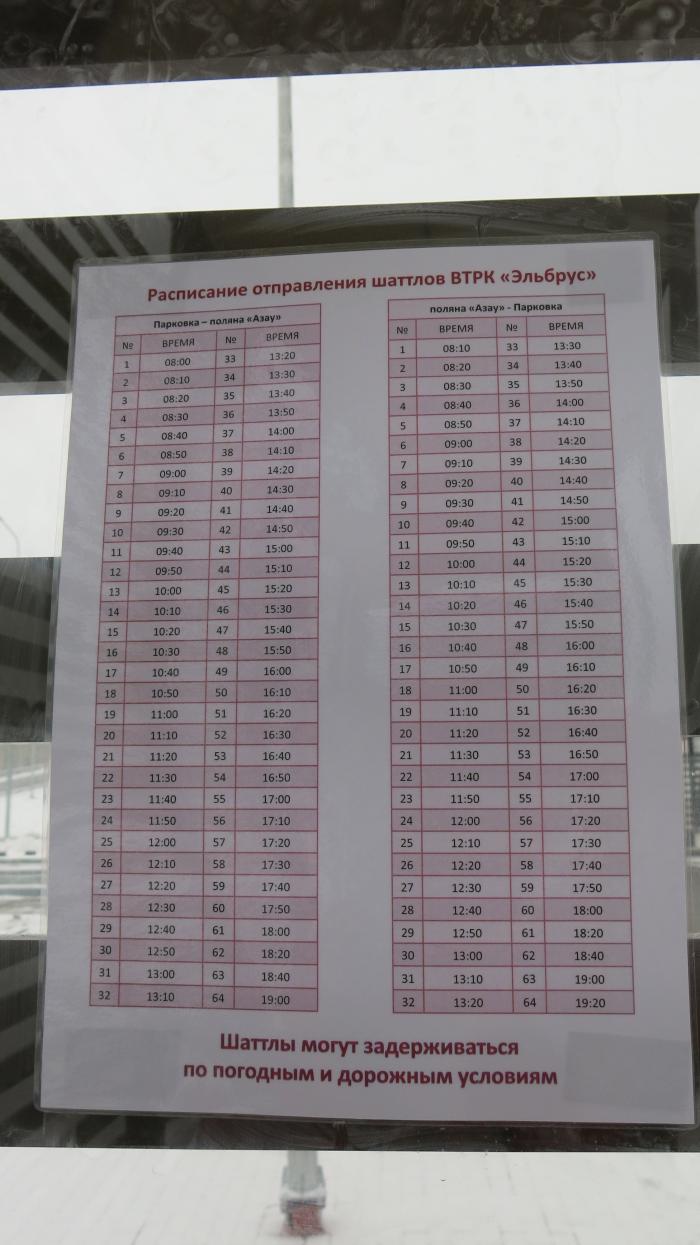 Расписание отправления шаттлов ВТРК «Эльбрус»
Парковка – поляна «Азау»
№ ВРЕМЯ № ВРЕМЯ
1 08:00 33 13:20
2 08:10 34 13:30
3 08:20 35 13:40
4 08:30 36 13:50
5 08:40 37 14:00
6 08:50 38 14:10
7 09:00 39 14:20
8 09:10 40 14:30
9 09:20 41 14:40
10 09:30 42 14:50
11 09:40 43 15:00
12 09:50 44 15:10
13 10:00 45 15:20
14 10:10 46 15:30
15 10:20 47 15:40
16 10:30 48 15:50
17 10:40 49 16:00
18 10:50 50 16:10
19 11:00 51 16:20
20 11:10 52 16:30
21 11:20 53 16:40
22 11:30 54 16:50
23 11:40 55 17:00
24 11:50 56 17:10
25 12:00 57 17:20
26 12:10 58 17:30
27 12:20 59 17:40
28 12:30 60 17:50
29 12:40 61 18:00
30 12:50 62 18:20
31 13:00 63 18:40
32 13:10 64 19:00
поляна «Азау» - Парковка
№ ВРЕМЯ № ВРЕМЯ
1 08:10 33 13:30
2 08:20 34 13:40
3 08:30 35 13:50
4 08:40 36 14:00
5 08:50 37 14:10
6 09:00 38 14:20
7 09:10 39 14:30
8 09:20 40 14:40
9 09:30 41 14:50
10 09:40 42 15:00
11 09:50 43 15:10
12 10:00 44 15:20
13 10:10 45 15:30
14 10:20 46 15:40
15 10:30 47 15:50
16 10:40 48 16:00
17 10:50 49 16:10
18 11:00 50 16:20
19 11:10 51 16:30
20 11:20 52 16:40
21 11:30 53 16:50
22 11:40 54 17:00
23 11:50 55 17:10
24 12:00 56 17:20
25 12:10 57 17:30
26 12:20 58 17:40
27 12:30 59 17:50
28 12:40 60 18:00
29 12:50 61 18:20
30 13:00 62 18:40
31 13:10 63 19:00
32 13:20 64 19:20
Шаттлы могут задерживаться
по погодным и дорожным условиям